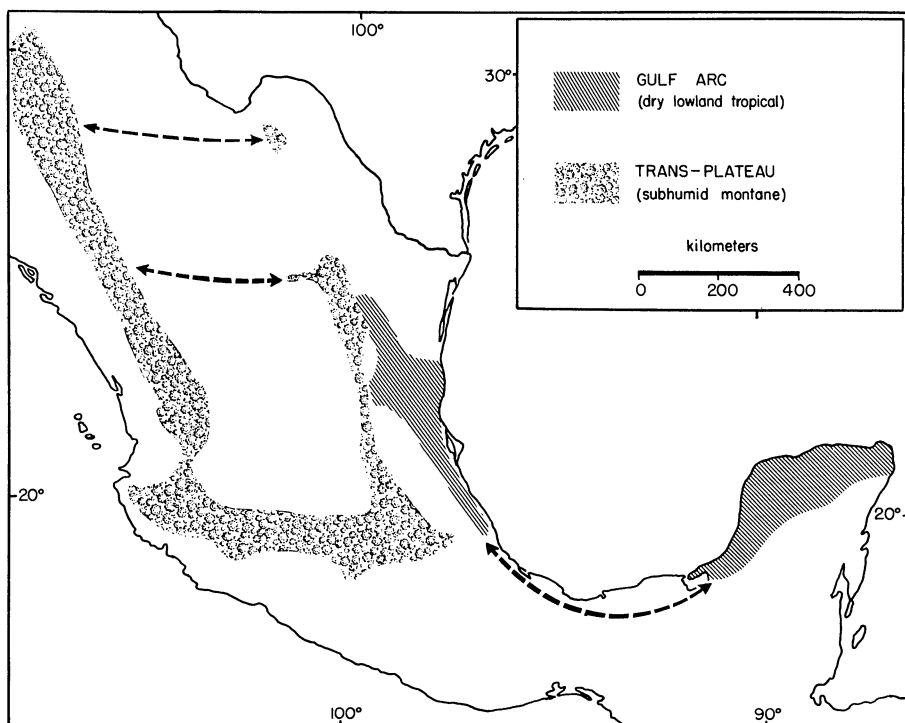 100°
30°
GULF ARC
(dry lowland tropical)
TRANS-PLATEAU
(subhumid montane)
kilometers
0 200 400
20°
20°
100°
90°